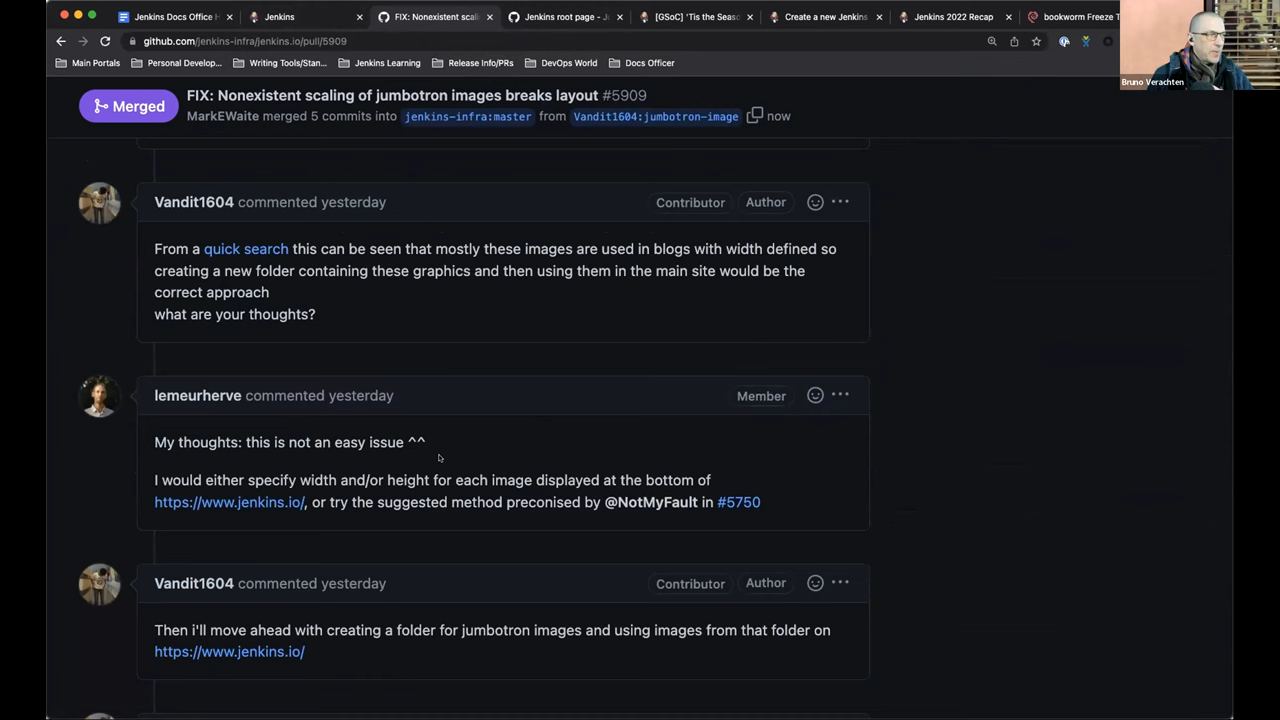 Jenkins Docs Office H
Jenkins
FIX: Nonexistent scali
Jenkins root page - J
[GSoC] 'Tis the Seas
Create a new Jenkins
Jenkins 2022 Recap
bookworm Freeze T
github.com/jenkins-infra/jenkins.io/pull/5909
Main Portals
Personal Develop...
Writing Tools/Stan...
Jenkins Learning
Release Info/PRs
DevOps World
Docs Officer
Bruno Verachten
Merged
FIX: Nonexistent scaling of jumbotron images breaks layout #5909
MarkEWaite merged 5 commits into jenkins-infra:master from Vandit1604:jumbotron-image now
Vandit1604 commented yesterday
Contributor
Author
From a quick search this can be seen that mostly these images are used in blogs with width defined so
creating a new folder containing these graphics and then using them in the main site would be the
correct approach
what are your thoughts?
lemeurherve commented yesterday
Member
My thoughts: this is not an easy issue ^^
I would either specify width and/or height for each image displayed at the bottom of
https://www.jenkins.io/, or try the suggested method preconised by @NotMyFault in #5750
Vandit1604 commented yesterday
Contributor
Author
Then i'll move ahead with creating a folder for jumbotron images and using images from that folder on
https://www.jenkins.io/